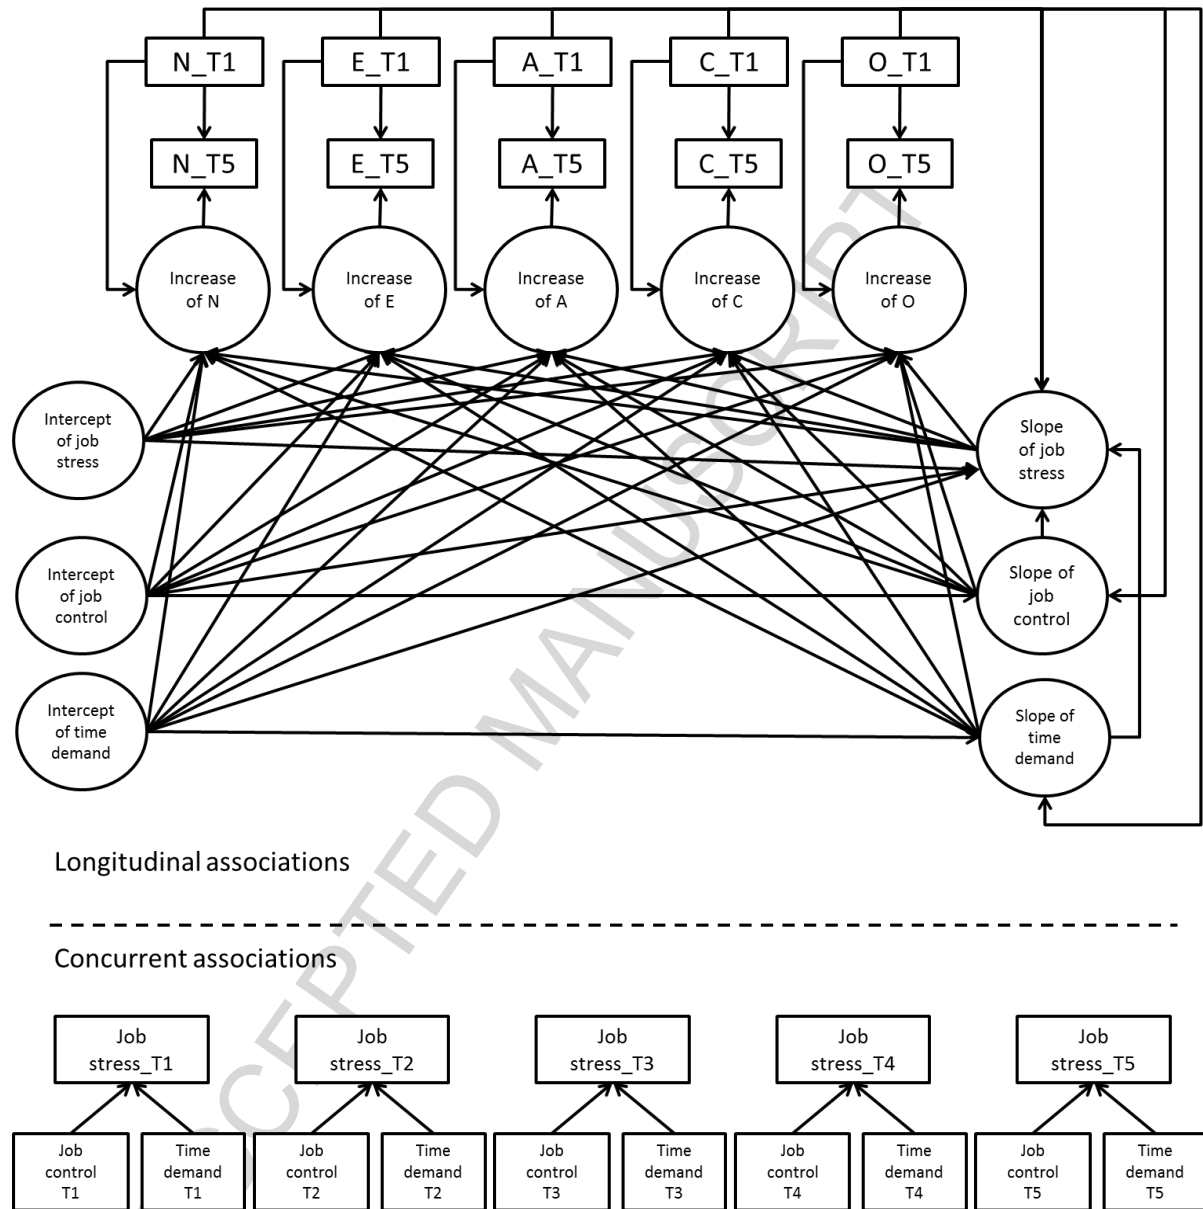 N_T1
E_T1
A_T1
C_T1
O_T1
N_T5
E_T5
A_T5
C_T5
O_T5
Increase
of N
Increase
of E
Increase
of A
Increase
of C
Increase
of O
Intercept
of job
stress
Slope
of job
stress
Intercept
of job
control
Slope of
job
control
Intercept
of time
demand
Slope of
time
demand
Longitudinal associations
Concurrent associations
Job
stress_T1
Job
stress_T2
Job
stress_T3
Job
stress_T4
Job
stress_T5
Job
control
T1
Time
demand
T1
Job
control
T2
Time
demand
T2
Job
control
T3
Time
demand
T3
Job
control
T4
Time
demand
T4
Job
control
T5
Time
demand
T5
CCEPTED MANUSCRIPT